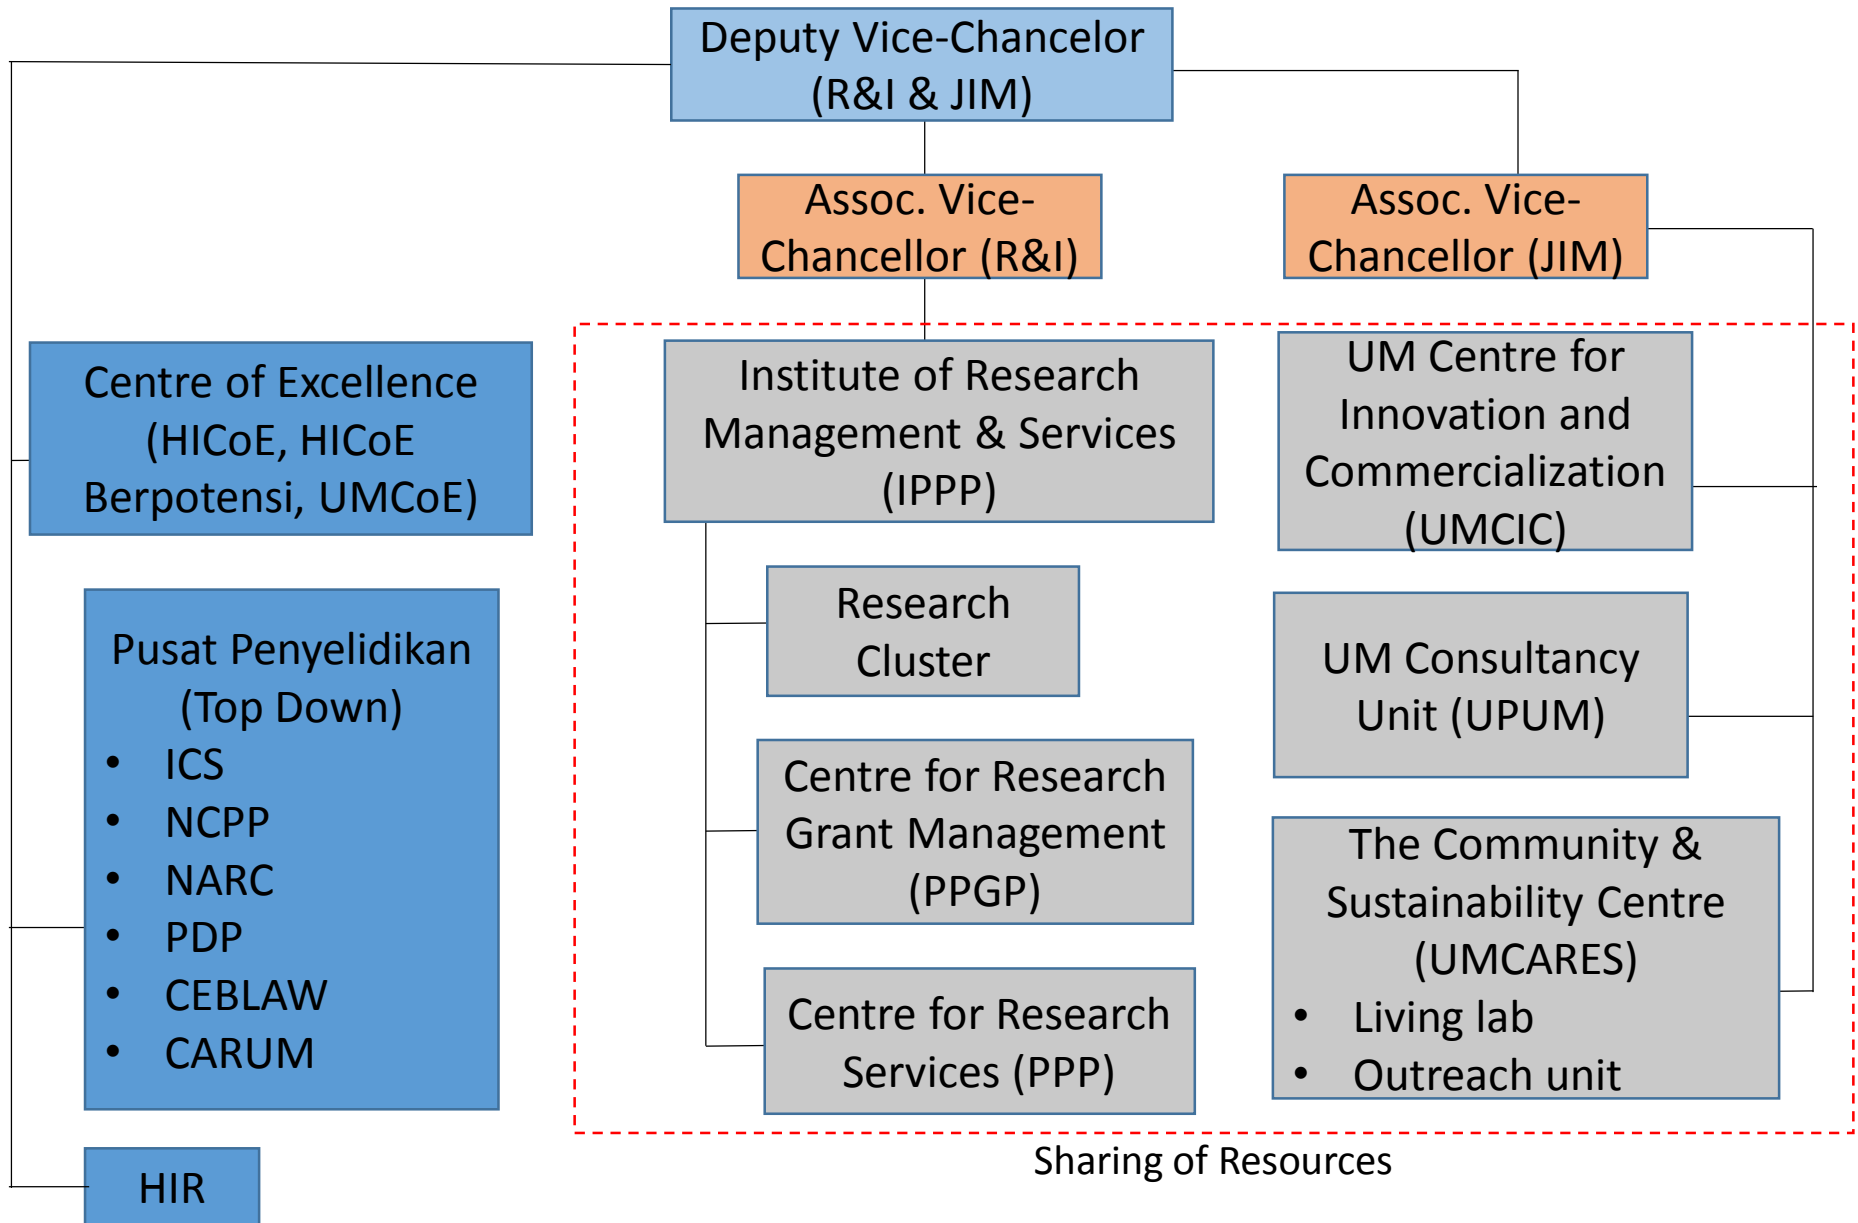 Deputy Vice-Chancelor
(R&I & JIM)
Assoc. Vice-
Chancellor (R&I)
Assoc. Vice-
Chancellor (JIM)
Centre of Excellence
(HICoE, HICoE
Berpotensi, UMCoE)
Pusat Penyelidikan
(Top Down)
• ICS
• NCPP
• NARC
• PDP
• CEBLAW
• CARUM
HIR
Institute of Research
Management & Services
(IPPP)
Research
Cluster
Centre for Research
Grant Management
(PPGP)
Centre for Research
Services (PPP)
UM Centre for
Innovation and
Commercialization
(UMCIC)
UM Consultancy
Unit (UPUM)
The Community &
Sustainability Centre
(UMCARES)
• Living lab
• Outreach unit
Sharing of Resources